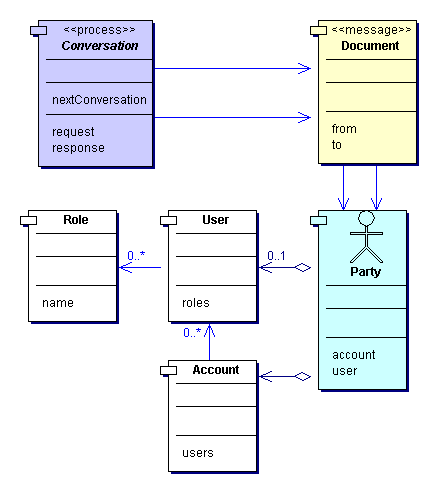 <<process>>
Conversation
nextConversation
request
response
<<message>>
Document
from
to
Role
name
0..*
User
roles
0..1
Party
account
user
0..*
Account
users